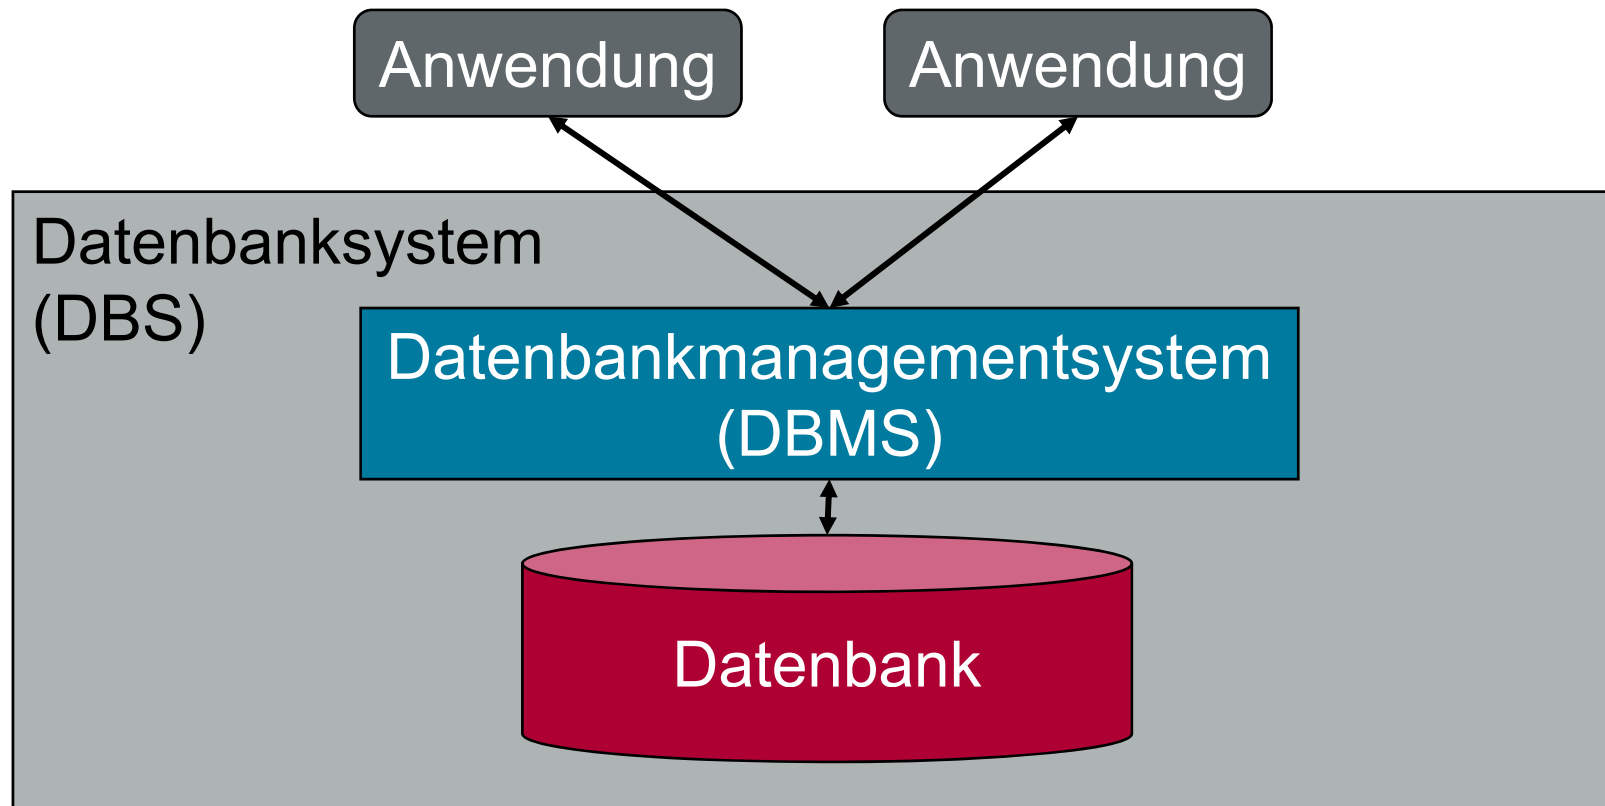 Anwendung
Anwendung
Datenbanksystem
(DBS)
Datenbankmanagementsystem
(DBMS)
Datenbank